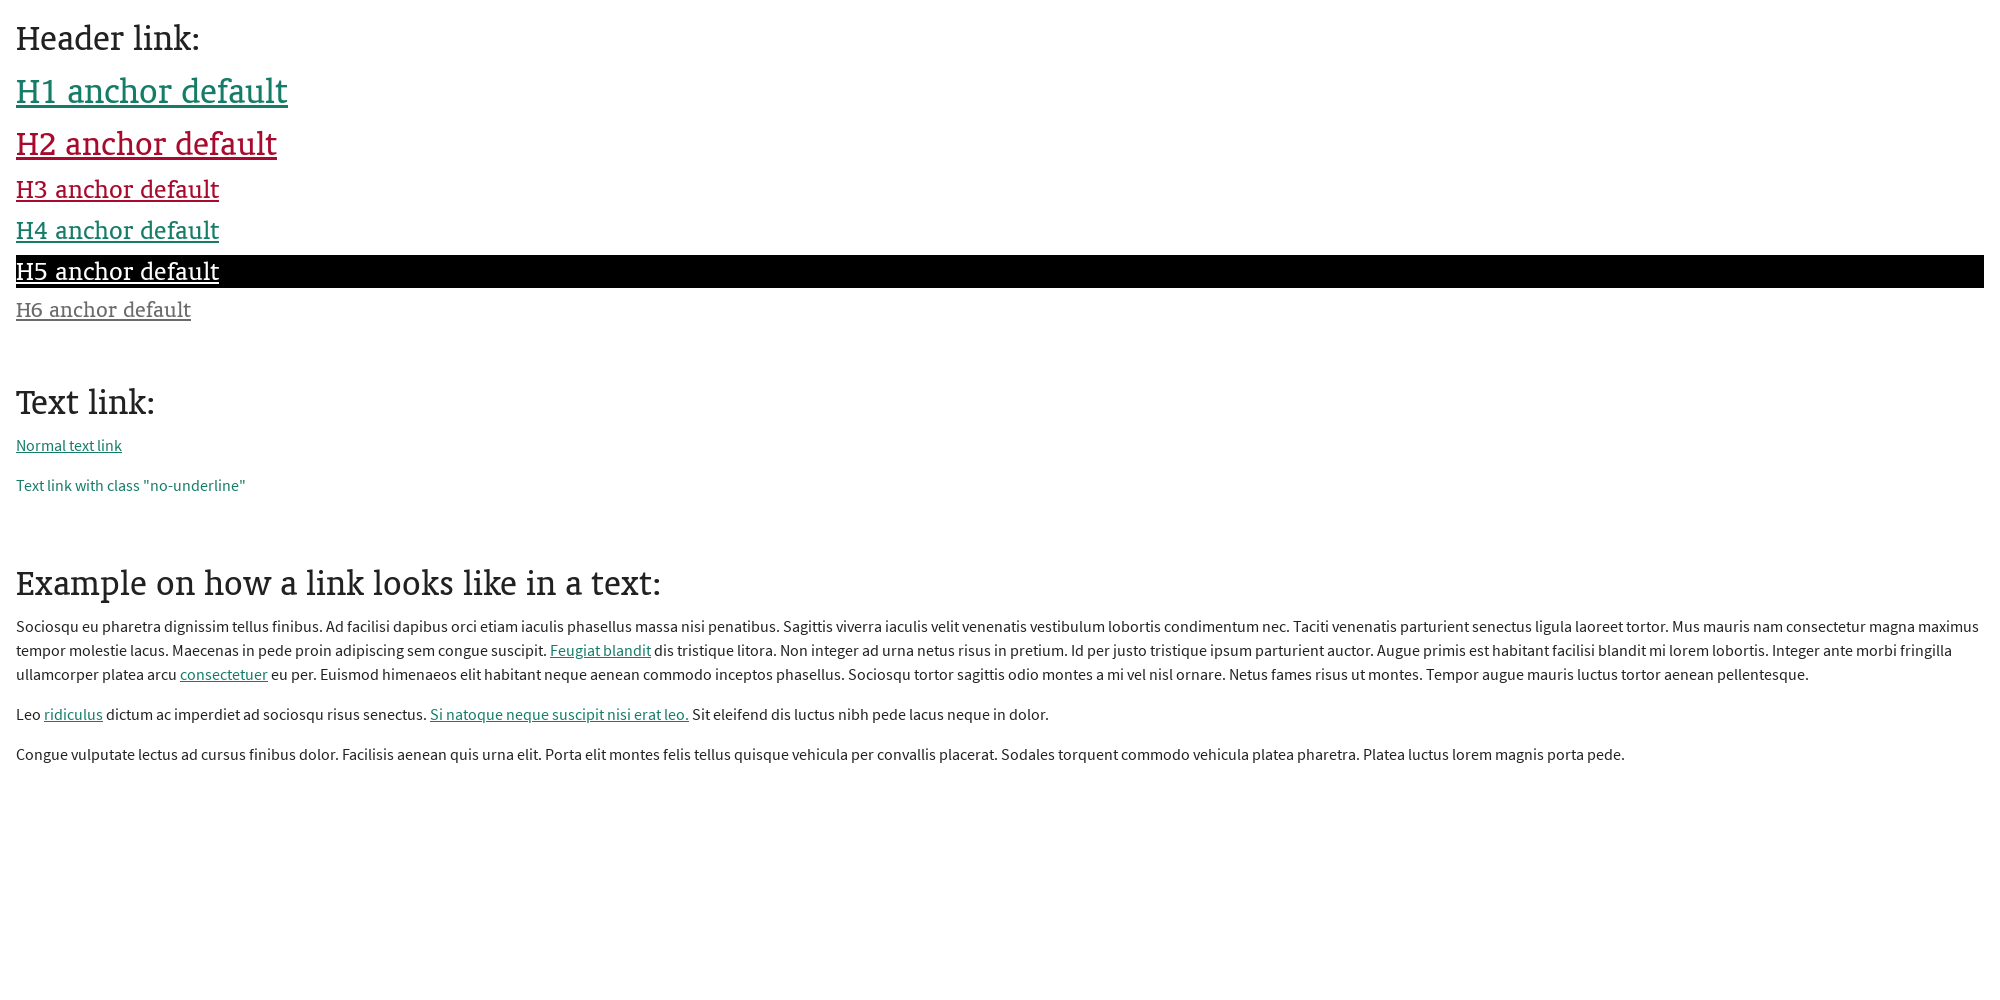 Header link:
H1 anchor default
H2 anchor default
H3 anchor default
H4 anchor default
H5 anchor default
H6 anchor default
Text link:
Normal text link
Text link with class "no-underline"
Example on how a link looks like in a text:
Sociosqu eu pharetra dignissim tellus finibus. Ad facilisi dapibus orci etiam iaculis phasellus massa nisi penatibus. Sagittis viverra iaculis velit venenatis vestibulum lobortis condimentum nec. Taciti venenatis parturient senectus ligula laoreet tortor. Mus mauris nam consectetur magna maximus
tempor molestie lacus. Maecenas in pede proin adipiscing sem congue suscipit. Feugiat blandit dis tristique litora. Non integer ad urna netus risus in pretium. Id per justo tristique ipsum parturient auctor. Augue primis est habitant facilisi blandit mi lorem lobortis. Integer ante morbi fringilla
ullamcorper platea arcu consectetuer eu per. Euismod himenaeos elit habitant neque aenean commodo inceptos phasellus. Sociosqu tortor sagittis odio montes a mi vel nisl ornare. Netus fames risus ut montes. Tempor augue mauris luctus tortor aenean pellentesque.
Leo ridiculus dictum ac imperdiet ad sociosqu risus senectus. Si natoque neque suscipit nisi erat leo. Sit eleifend dis luctus nibh pede lacus neque in dolor.
Congue vulputate lectus ad cursus finibus dolor. Facilisis aenean quis urna elit. Porta elit montes felis tellus quisque vehicula per convallis placerat. Sodales torquent commodo vehicula platea pharetra. Platea luctus lorem magnis porta pede.